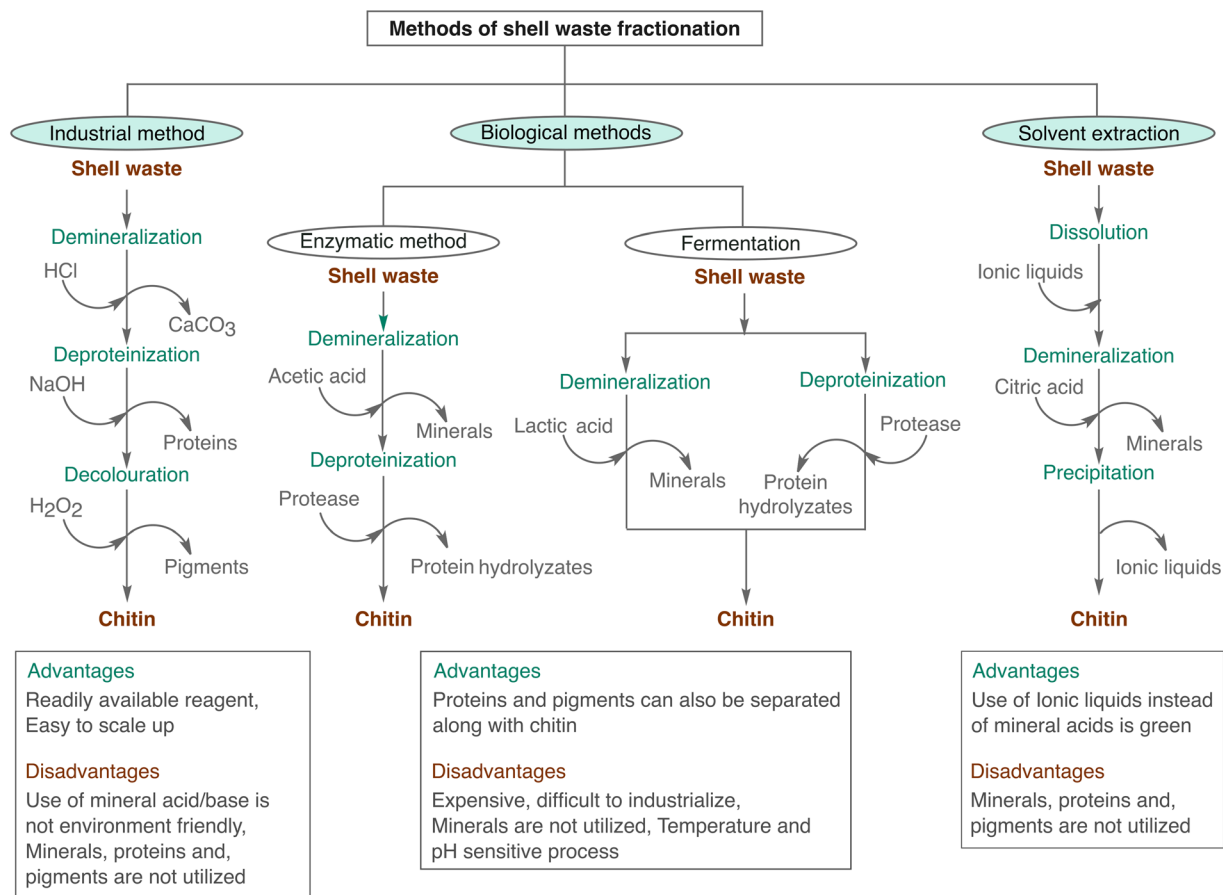 Methods of shell waste fractionation
Industrial method
Shell waste
Demineralization
HCl
CaCO3
Deproteinization
NaOH
Proteins
Decolouration
H2O2
Pigments
Chitin
Advantages
Readily available reagent,
Easy to scale up
Disadvantages
Use of mineral acid/base is
not environment friendly,
Minerals, proteins and,
pigments are not utilized
Biological methods
Enzymatic method
Shell waste
Demineralization
Acetic acid
Minerals
Deproteinization
Protease
Protein hydrolyzates
Chitin
Fermentation
Shell waste
Demineralization
Lactic acid
Minerals
Deproteinization
Protease
Protein
hydrolyzates
Chitin
Advantages
Proteins and pigments can also be separated
along with chitin
Disadvantages
Expensive, difficult to industrialize,
Minerals are not utilized, Temperature and
pH sensitive process
Solvent extraction
Shell waste
Dissolution
Ionic liquids
Demineralization
Citric acid
Minerals
Precipitation
Ionic liquids
Chitin
Advantages
Use of Ionic liquids instead
of mineral acids is green
Disadvantages
Minerals, proteins and,
pigments are not utilized